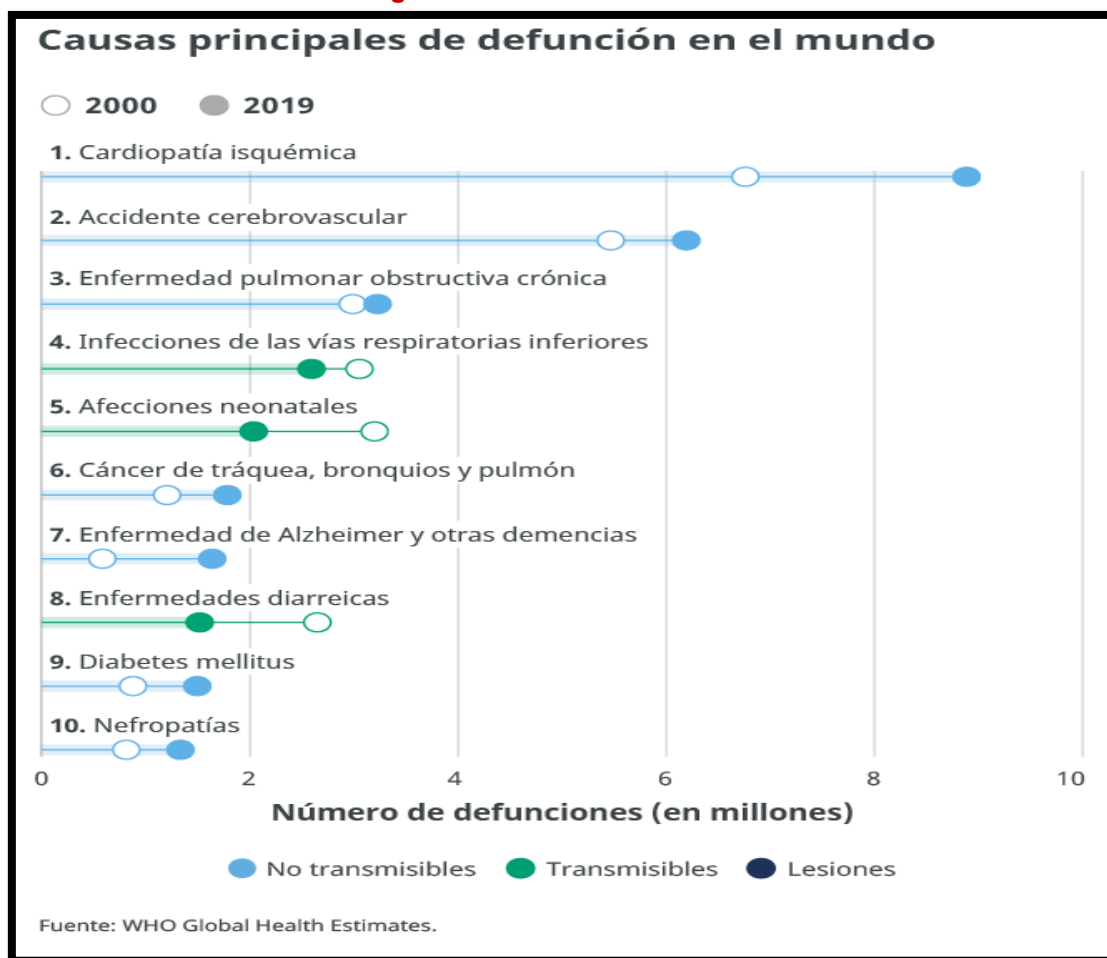 Causas principales de defunción en el mundo
2000 2019
1. Cardiopatía isquémica
2. Accidente cerebrovascular
3. Enfermedad pulmonar obstructiva crónica
4. Infecciones de las vías respiratorias inferiores
5. Afecciones neonatales
6. Cáncer de tráquea, bronquios y pulmón
7. Enfermedad de Alzheimer y otras demencias
8. Enfermedades diarreicas
9. Diabetes mellitus
10. Nefropatías
0 2 4 6 8 10
Número de defunciones (en millones)
No transmisibles Transmisibles Lesiones
Fuente: WHO Global Health Estimates.